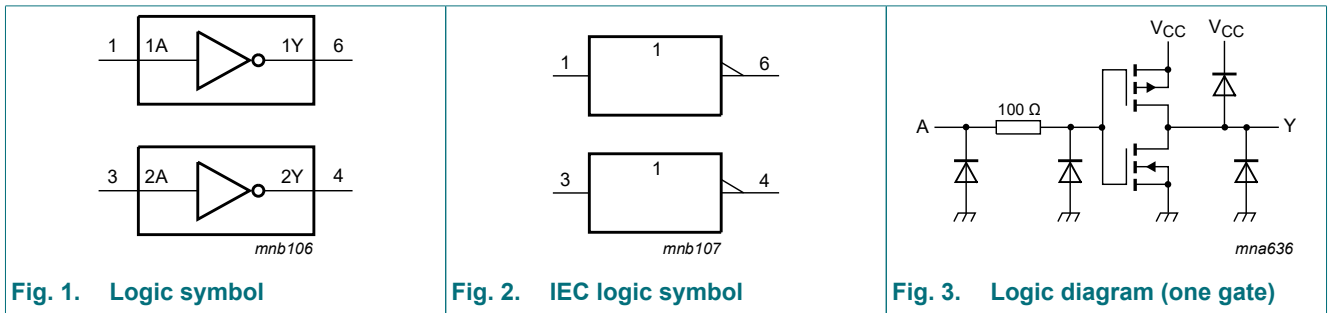 1 1A 1Y 6
3 2A 2Y 4
mnb106
Fig. 1. Logic symbol
1 1 6
3 1 4
mnb107
Fig. 2. IEC logic symbol
VCC VCC
100 Ω
A Y
mna636
Fig. 3. Logic diagram (one gate)